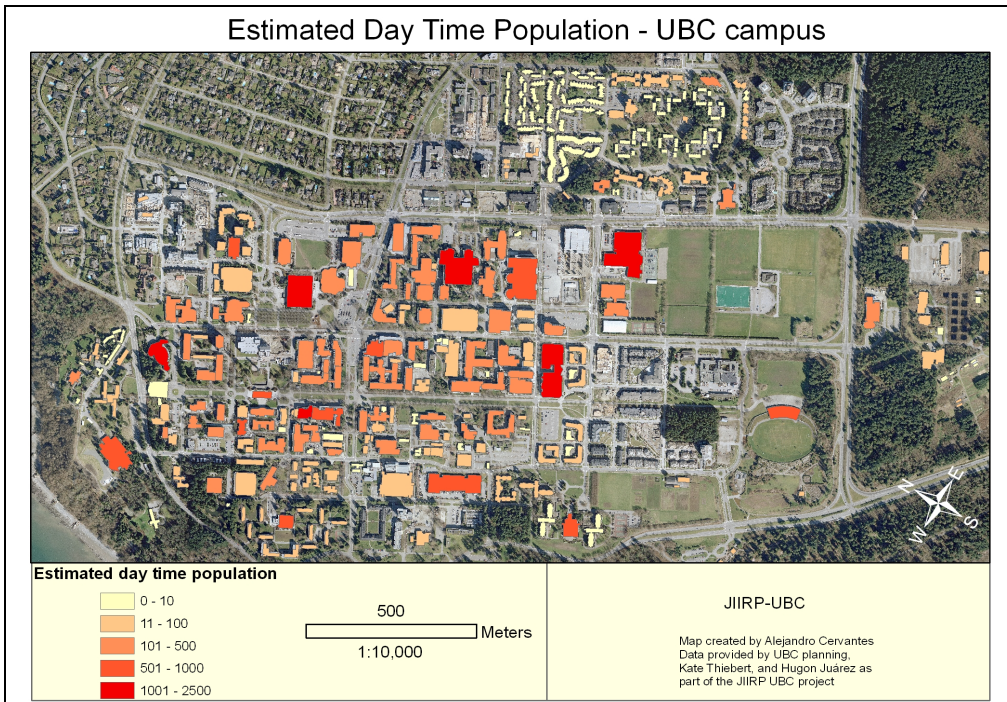 Estimated Day Time Population - UBC campus
N
E
W
S
Estimated day time population
0 - 10
11 - 100
101 - 500
501 - 1000
1001 - 2500
500
Meters
1:10,000
JIIRP-UBC
Map created by Alejandro Cervantes
Data provided by UBC planning,
Kate Thiebert, and Hugon Juárez as
part of the JIIRP UBC project